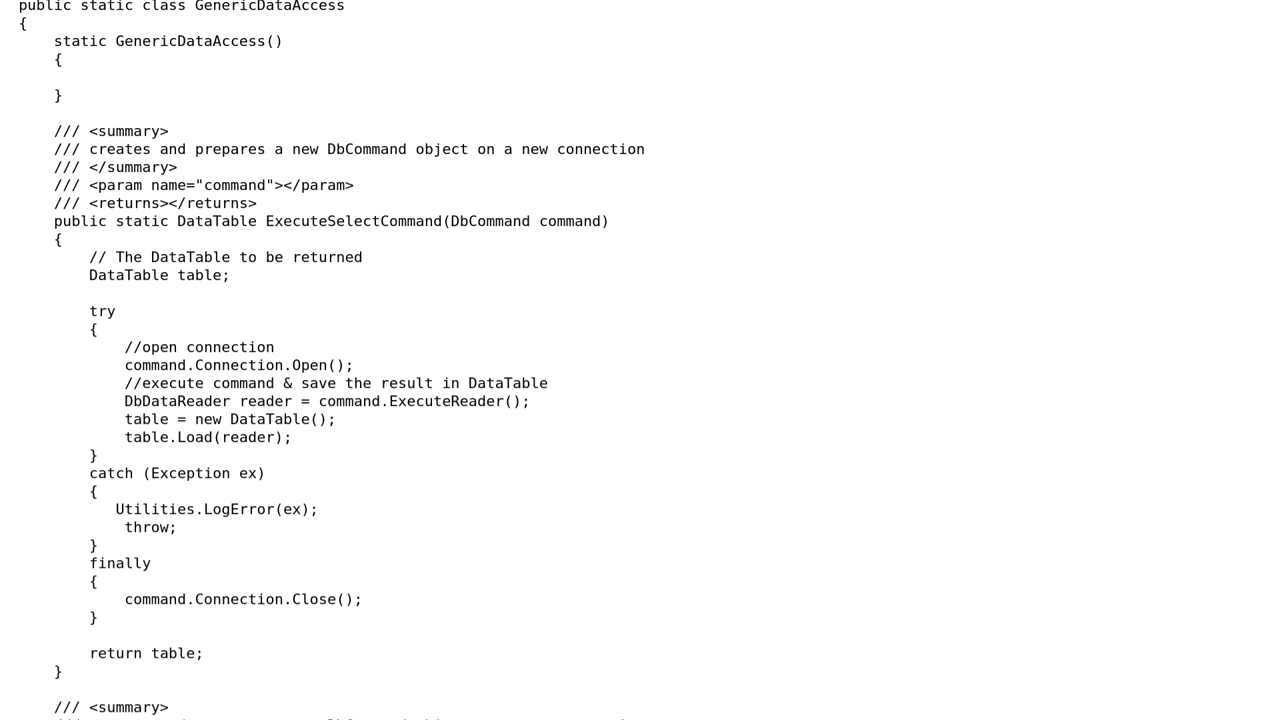 public static class GenericDataAccess
{
    static GenericDataAccess()
    {

    }

    /// <summary>
    /// creates and prepares a new DbCommand object on a new connection
    /// </summary>
    /// <param name="command"></param>
    /// <returns></returns>
    public static DataTable ExecuteSelectCommand(DbCommand command)
    {
        // The DataTable to be returned
        DataTable table;

        try
        {
            //open connection
            command.Connection.Open();
            //execute command & save the result in DataTable
            DbDataReader reader = command.ExecuteReader();
            table = new DataTable();
            table.Load(reader);
        }
        catch (Exception ex)
        {
           Utilities.LogError(ex);
            throw;
        }
        finally
        {
            command.Connection.Close();
        }

        return table;
    }

    /// <summary>